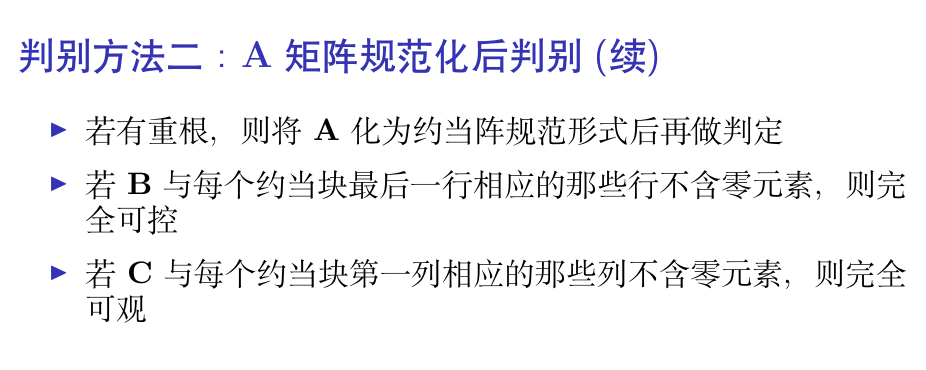 判别方法二：A 矩阵规范化后判别 (续)
▶ 若有重根，则将 A 化为约当阵规范形式后再做判定
▶ 若 B 与每个约当块最后一行相应的那些行不含零元素，则完
全可控
▶ 若 C 与每个约当块第一列相应的那些列不含零元素，则完全
可观